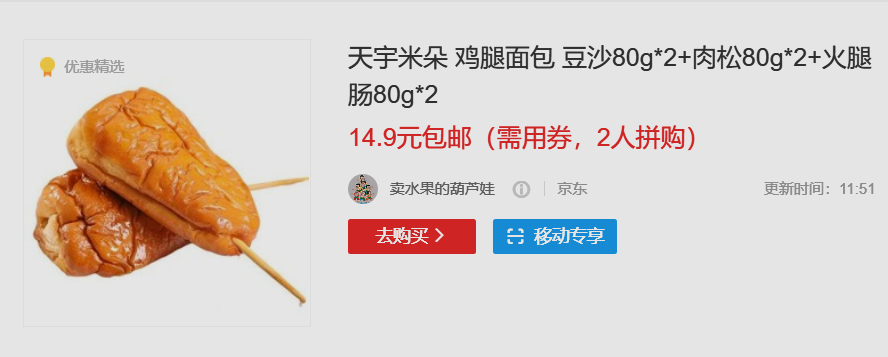 优惠精选
天宇米朵 鸡腿面包 豆沙80g*2+肉松80g*2+火腿
肠80g*2
14.9元包邮（需用券，2人拼购）
卖水果的葫芦娃 京东 更新时间：11:51
去购买 移动专享